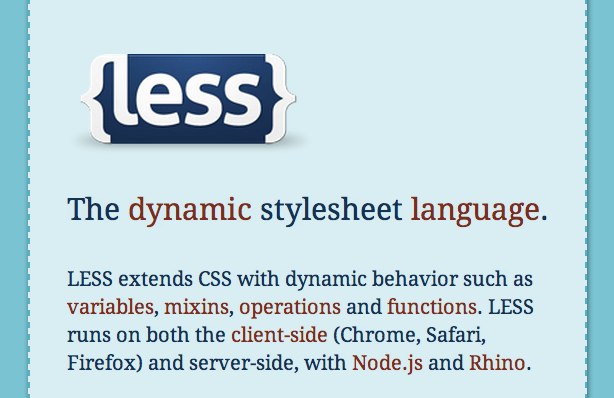 {less}
The dynamic stylesheet language.
LESS extends CSS with dynamic behavior such as
variables, mixins, operations and functions. LESS
runs on both the client-side (Chrome, Safari,
Firefox) and server-side, with Node.js and Rhino.